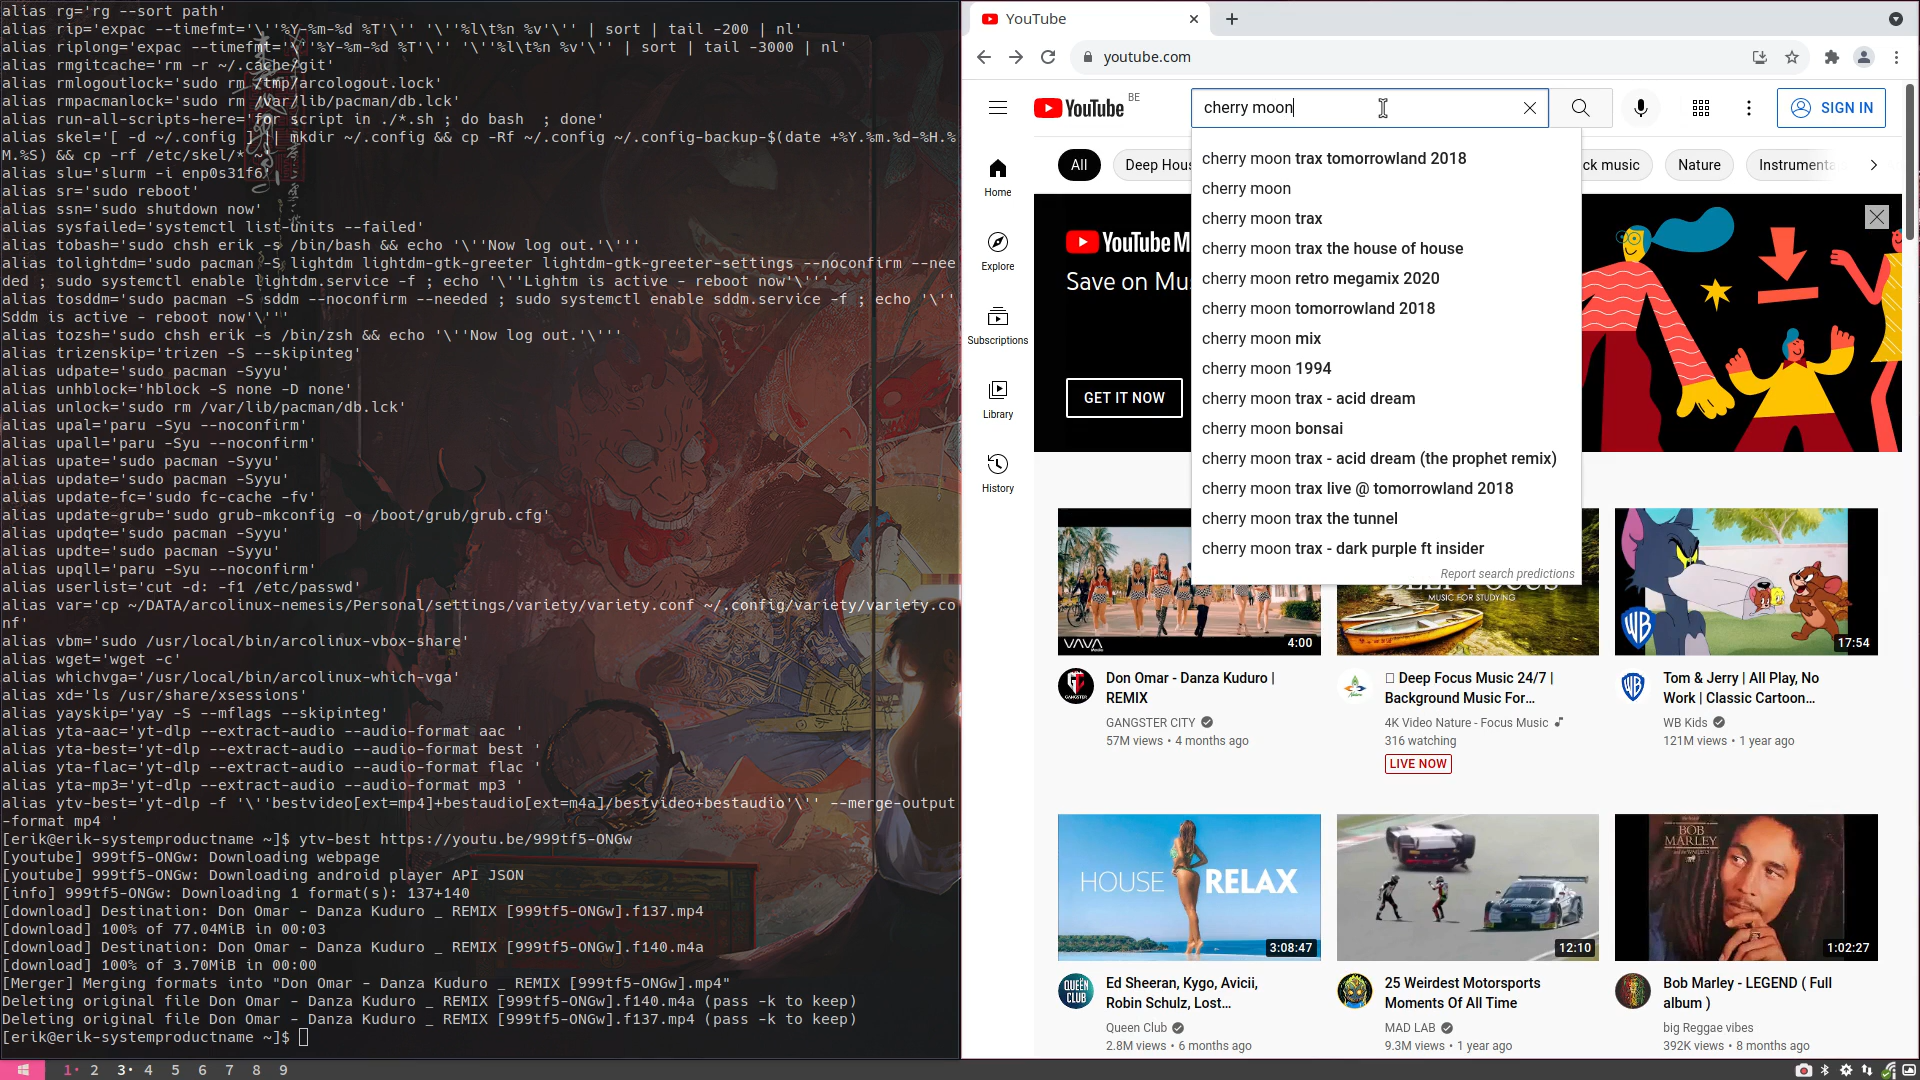 alias rg='rg --sort path'
alias rip='expac --timefmt='\''%Y-%m-%d %T'\'' '\''%l\t%n %v'\'' | sort | tail -200 | nl'
alias riplong='expac --timefmt='\''%Y-%m-%d %T'\'' '\''%l\t%n %v'\'' | sort | tail -3000 | nl'
alias rmgitcache='rm -r ~/.cache/git'
alias rmlogoutlock='sudo rm /tmp/arcologout.lock'
alias rmpacmanlock='sudo rm /var/lib/pacman/db.lck'
alias run-all-scripts-here='for script in ./*.sh ; do bash  ; done'
alias skel='[ -d ~/.config ] || mkdir ~/.config && cp -Rf ~/.config ~/.config-backup-$(date +%Y.%m.%d-%H.%
M.%S) && cp -rf /etc/skel/* ~'
alias slu='slurm -i enp0s31f6'
alias sr='sudo reboot'
alias ssn='sudo shutdown now'
alias sysfailed='systemctl list-units --failed'
alias tobash='sudo chsh erik -s /bin/bash && echo '\''Now log out.'\'''
alias tolightdm='sudo pacman -S lightdm lightdm-gtk-greeter lightdm-gtk-greeter-settings --noconfirm --nee
ded ; sudo systemctl enable lightdm.service -f ; echo '\''Lightm is active - reboot now'\'''
alias tosddm='sudo pacman -S sddm --noconfirm --needed ; sudo systemctl enable sddm.service -f ; echo '\''
Sddm is active - reboot now'\'''
alias tozsh='sudo chsh erik -s /bin/zsh && echo '\''Now log out.'\'''
alias trizenskip='trizen -S --skipinteg'
alias udpate='sudo pacman -Syyu'
alias unhblock='hblock -S none -D none'
alias unlock='sudo rm /var/lib/pacman/db.lck'
alias upal='paru -Syu --noconfirm'
alias upall='paru -Syu --noconfirm'
alias upate='sudo pacman -Syyu'
alias update='sudo pacman -Syyu'
alias update-fc='sudo fc-cache -fv'
alias update-grub='sudo grub-mkconfig -o /boot/grub/grub.cfg'
alias updqte='sudo pacman -Syyu'
alias updte='sudo pacman -Syyu'
alias upqll='paru -Syu --noconfirm'
alias userlist='cut -d: -f1 /etc/passwd'
alias var='cp ~/DATA/arcolinux-nemesis/Personal/settings/variety/variety.conf ~/.config/variety/variety.co
nf'
alias vbm='sudo /usr/local/bin/arcolinux-vbox-share'
alias wget='wget -c'
alias whichvga='/usr/local/bin/arcolinux-which-vga'
alias xd='ls /usr/share/xsessions'
alias yayskip='yay -S --mflags --skipinteg'
alias yta-aac='yt-dlp --extract-audio --audio-format aac '
alias yta-best='yt-dlp --extract-audio --audio-format best '
alias yta-flac='yt-dlp --extract-audio --audio-format flac '
alias yta-mp3='yt-dlp --extract-audio --audio-format mp3 '
alias ytv-best='yt-dlp -f '\''bestvideo[ext=mp4]+bestaudio[ext=m4a]/bestvideo+bestaudio'\'' --merge-output
-format mp4 '
[erik@erik-systemproductname ~]$ ytv-best https://youtu.be/999tf5-ONGw
[youtube] 999tf5-ONGw: Downloading webpage
[youtube] 999tf5-ONGw: Downloading android player API JSON
[info] 999tf5-ONGw: Downloading 1 format(s): 137+140
[download] Destination: Don Omar - Danza Kuduro _ REMIX [999tf5-ONGw].f137.mp4
[download] 100% of 77.04MiB in 00:03
[download] Destination: Don Omar - Danza Kuduro _ REMIX [999tf5-ONGw].f140.m4a
[download] 100% of 3.70MiB in 00:00
[Merger] Merging formats into "Don Omar - Danza Kuduro _ REMIX [999tf5-ONGw].mp4"
Deleting original file Don Omar - Danza Kuduro _ REMIX [999tf5-ONGw].f140.m4a (pass -k to keep)
Deleting original file Don Omar - Danza Kuduro _ REMIX [999tf5-ONGw].f137.mp4 (pass -k to keep)
[erik@erik-systemproductname ~]$
1 2 3 4 5 6 7 8 9
YouTube
youtube.com
YouTube BE
cherry moon
SIGN IN
All
Deep Hous
ck music
Nature
Instrumenta
Home
Explore
Subscriptions
Library
History
YouTube M
Save on Mu
GET IT NOW
cherry moon trax tomorrowland 2018
cherry moon
cherry moon trax
cherry moon trax the house of house
cherry moon retro megamix 2020
cherry moon tomorrowland 2018
cherry moon mix
cherry moon 1994
cherry moon trax - acid dream
cherry moon bonsai
cherry moon trax - acid dream (the prophet remix)
cherry moon trax live @ tomorrowland 2018
cherry moon trax the tunnel
cherry moon trax - dark purple ft insider
Report search predictions
VAVA
4:00
MUSIC FOR STUDYING
WB
17:54
Don Omar - Danza Kuduro |
REMIX
GANGSTER CITY
57M views • 4 months ago
Deep Focus Music 24/7 |
Background Music For...
4K Video Nature - Focus Music
316 watching
LIVE NOW
Tom & Jerry | All Play, No
Work | Classic Cartoon...
WB Kids
121M views • 1 year ago
HOUSE RELAX
3:08:47
12:10
BOB
MARLEY
1:02:27
QUEEN
CLUB
Ed Sheeran, Kygo, Avicii,
Robin Schulz, Lost...
Queen Club
2.8M views • 6 months ago
25 Weirdest Motorsports
Moments Of All Time
MAD LAB
9.3M views • 1 year ago
Bob Marley - LEGEND ( Full
album )
big Reggae vibes
392K views • 8 months ago